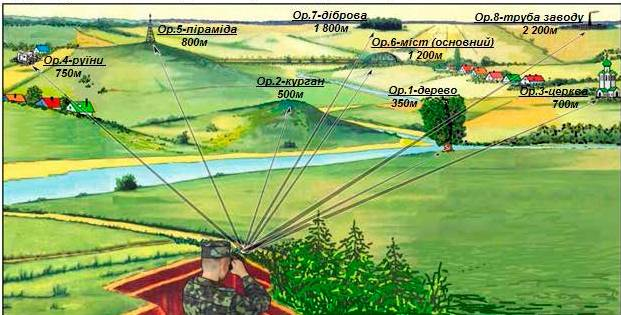 Ор.7-діброва
1 800м
Ор.8-труба заводу
2 200м
Ор.5-піраміда
800м
Ор.6-міст (основний)
1 200м
Ор.4-руїни
750м
Ор.2-курган
500м
Ор.1-дерево
350м
Ор.3-церква
700м